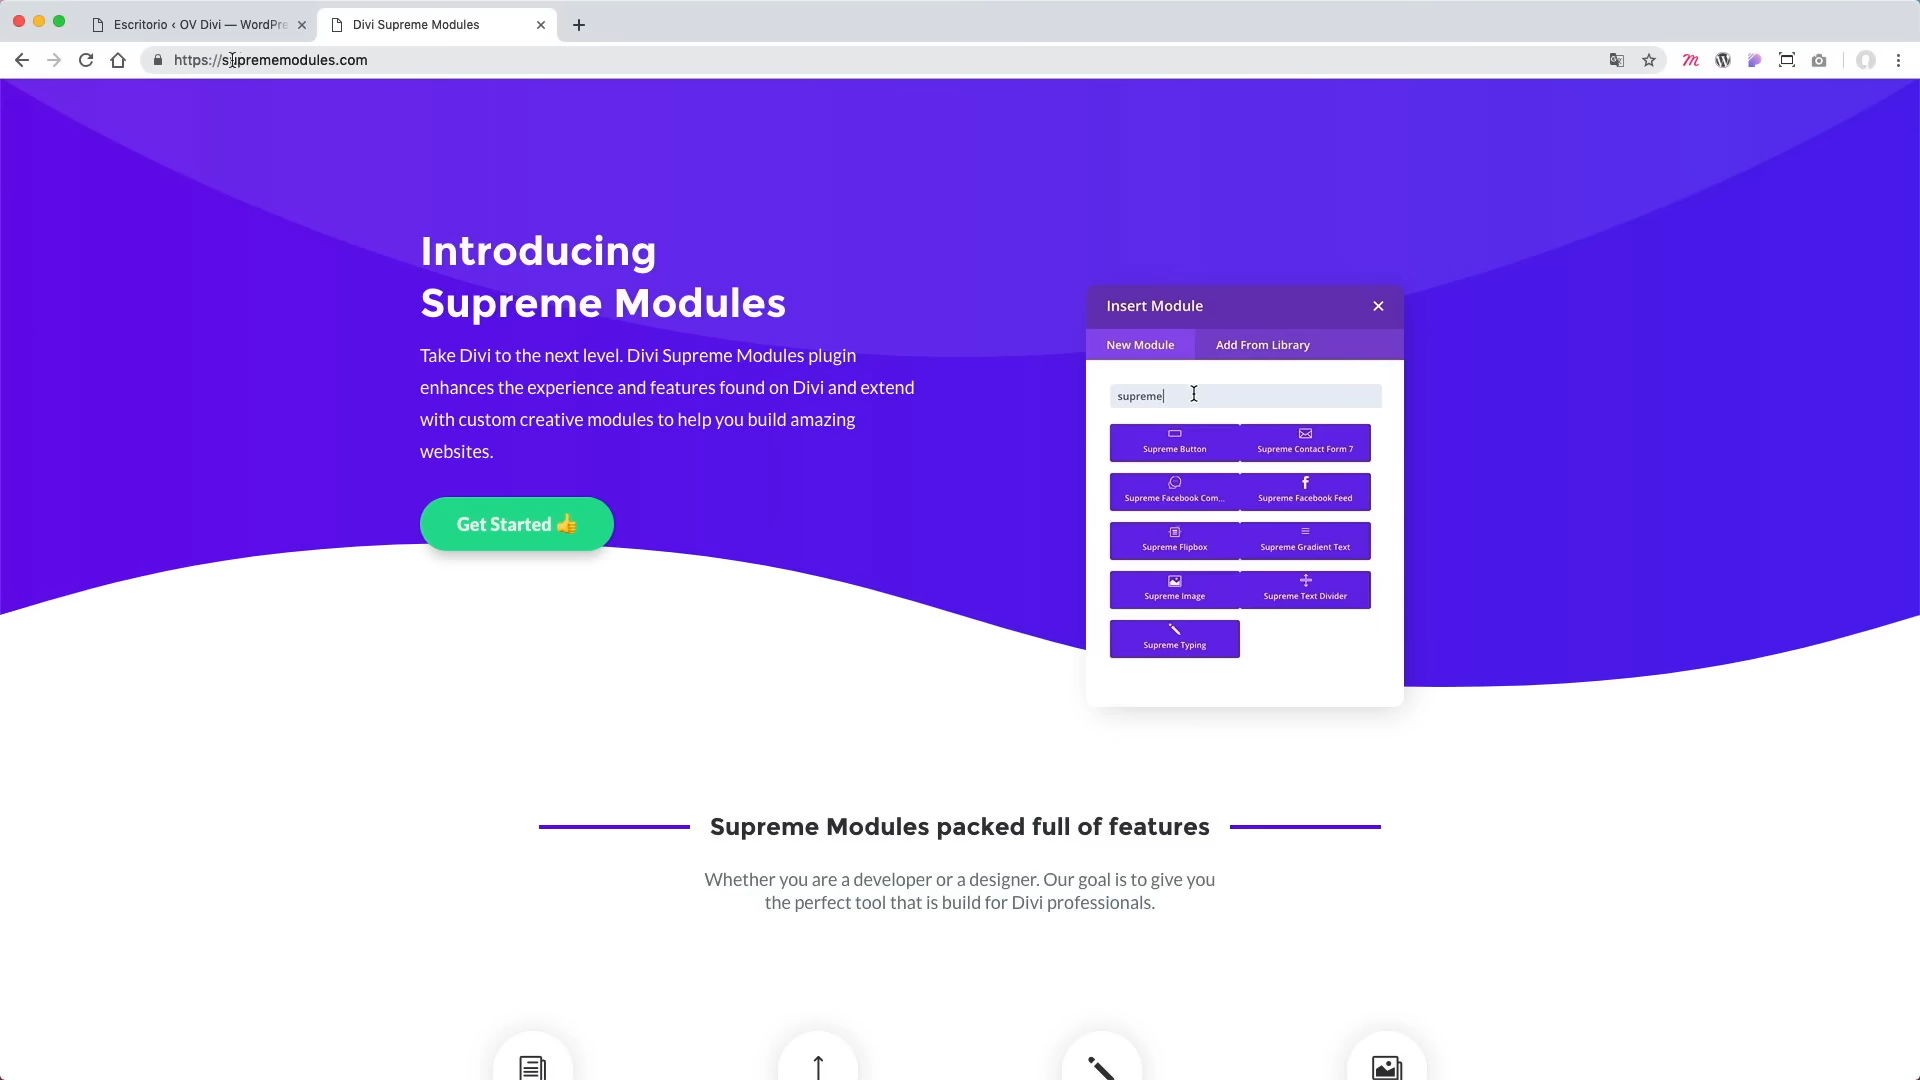 Escritorio ‹ OV Divi — WordPre
Divi Supreme Modules
https://suprememodules.com
Introducing
Supreme Modules
Take Divi to the next level. Divi Supreme Modules plugin
enhances the experience and features found on Divi and extend
with custom creative modules to help you build amazing
websites.
Get Started 👍
Insert Module
New Module
Add From Library
supreme
Supreme Button
Supreme Contact Form 7
Supreme Facebook Com...
Supreme Facebook Feed
Supreme Flipbox
Supreme Gradient Text
Supreme Image
Supreme Text Divider
Supreme Typing
Supreme Modules packed full of features
Whether you are a developer or a designer. Our goal is to give you
the perfect tool that is build for Divi professionals.